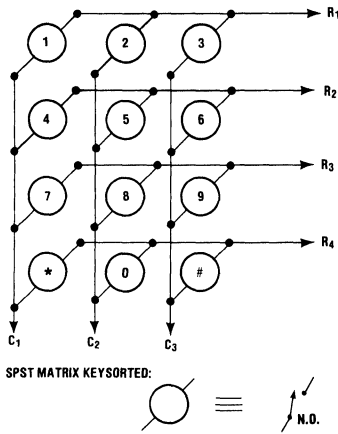 R1
1 2 3
R2
4 5 6
R3
7 8 9
R4
* 0 #
C1 C2 C3
SPST MATRIX KEYSORTED:
N.O.